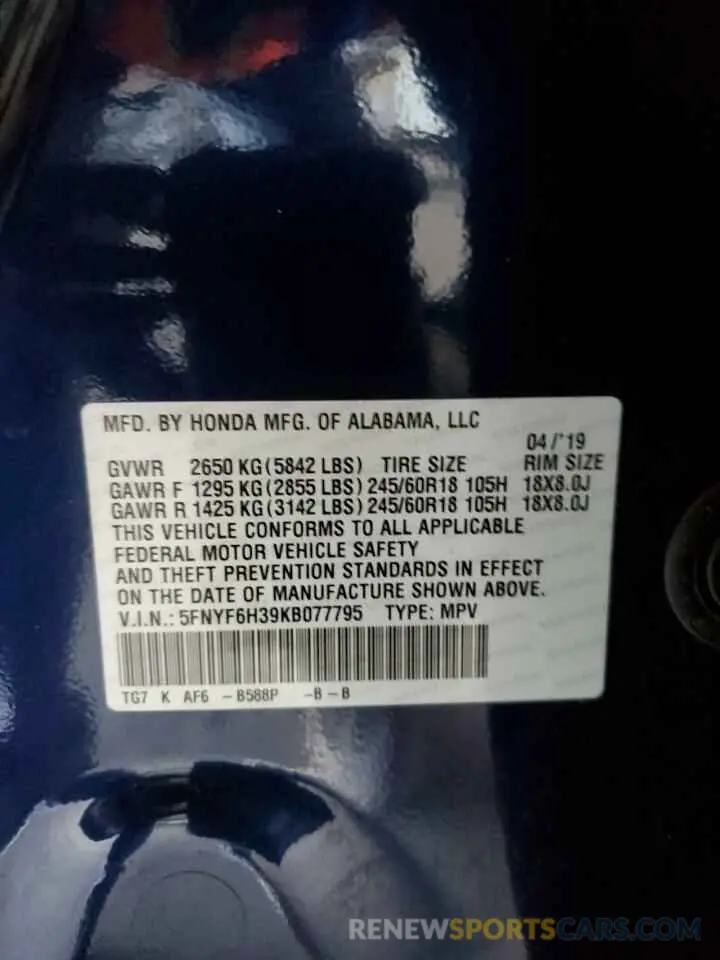 MFD. BY HONDA MFG. OF ALABAMA, LLC
04/'19
GVWR 2650 KG(5842 LBS) TIRE SIZE RIM SIZE
GAWR F 1295 KG(2855 LBS)245/60R18 105H 18X8.0J
GAWR R 1425 KG(3142 LBS)245/60R18 105H 18X8.0J
THIS VEHICLE CONFORMS TO ALL APPLICABLE
FEDERAL MOTOR VEHICLE SAFETY
AND THEFT PREVENTION STANDARDS IN EFFECT
ON THE DATE OF MANUFACTURE SHOWN ABOVE.
V.I.N.: 5FNYF6H39KB077795 TYPE: MPV
TG7 K AF6 -B588P -B -B
RENEWSPORTSCARS.COM